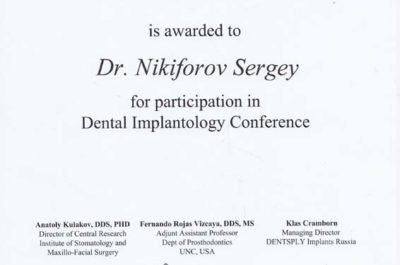 is awarded to
Dr. Nikiforov Sergey
for participation in
Dental Implantology Conference
Anatoly Kulakov, DDS, PHD
Director of Central Research
Institute of Stomatology and
Maxillo-Facial Surgery
Fernando Rojas Vizcaya, DDS, MS
Adjunt Assistant Professor
Dept of Prosthodontics
UNC, USA
Klas Cramborn
Managing Director
DENTSPLY Implants Russia